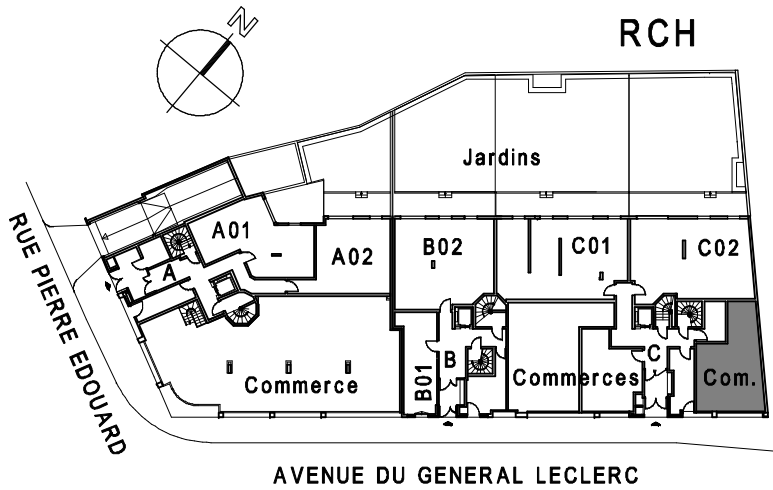 N
RCH
Jardins
A01
A02
B02
C01
C02
A
RUE PIERRE EDOUARD
Commerce
B01
B
Commerces
C
Com.
AVENUE DU GENERAL LECLERC